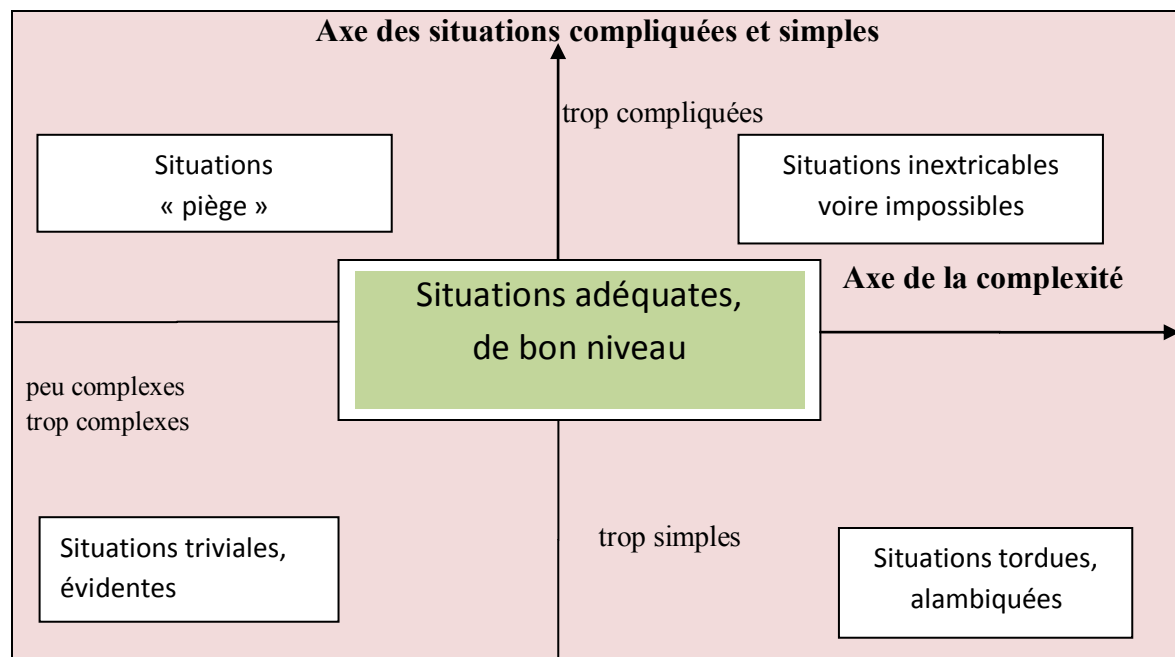 Axe des situations compliquées et simples
trop compliquées
Situations
« piège »
Situations inextricables
voire impossibles
Axe de la complexité
Situations adéquates,
de bon niveau
peu complexes
trop complexes
Situations triviales,
évidentes
trop simples
Situations tordues,
alambiquées